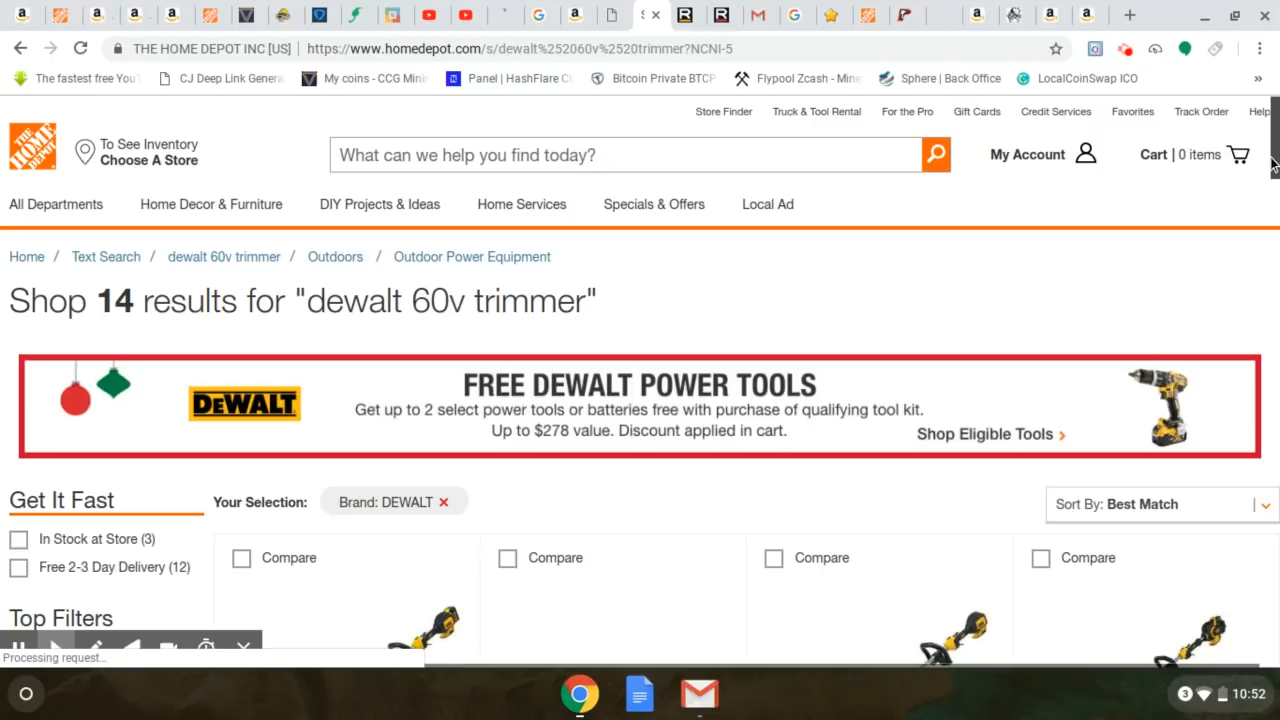 THE HOME DEPOT INC [US] https://www.homedepot.com/s/dewalt%252060v%2520trimmer?NCNI-5
The fastest free YouT CJ Deep Link Genera My coins - CCG Mini Panel | HashFlare C Bitcoin Private BTCP Flypool Zcash - Mine Sphere | Back Office LocalCoinSwap ICO »
Store Finder Truck & Tool Rental For the Pro Gift Cards Credit Services Favorites Track Order Help
THE HOME DEPOT
To See Inventory
Choose A Store
What can we help you find today?
My Account
Cart | 0 items
All Departments Home Decor & Furniture DIY Projects & Ideas Home Services Specials & Offers Local Ad
Home / Text Search / dewalt 60v trimmer / Outdoors / Outdoor Power Equipment
Shop 14 results for "dewalt 60v trimmer"
DEWALT
FREE DEWALT POWER TOOLS
Get up to 2 select power tools or batteries free with purchase of qualifying tool kit.
Up to $278 value. Discount applied in cart.
Shop Eligible Tools ›
Get It Fast
Your Selection: Brand: DEWALT ×
Sort By: Best Match
In Stock at Store (3)
Free 2-3 Day Delivery (12)
Compare Compare Compare Compare
Top Filters
Processing request...
3 10:52